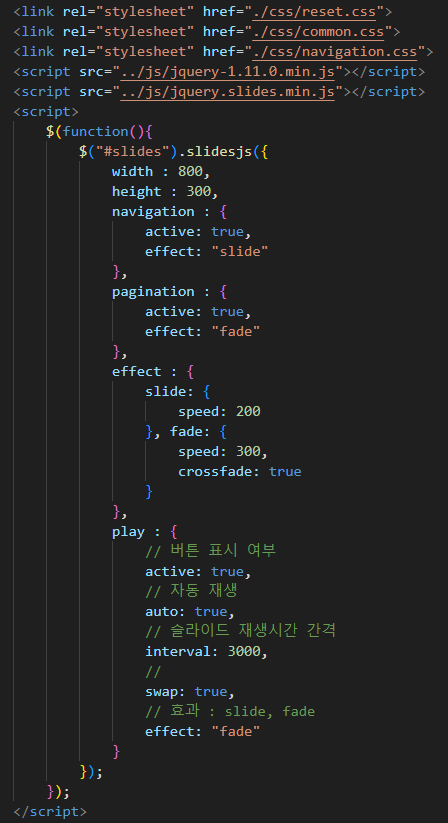 <link rel="stylesheet" href="./css/reset.css">
<link rel="stylesheet" href="./css/common.css">
<link rel="stylesheet" href="./css/navigation.css">
<script src="../js/jquery-1.11.0.min.js"></script>
<script src="../js/jquery.slides.min.js"></script>
<script>
    $(function(){
        $("#slides").slidesjs({
            width : 800,
            height : 300,
            navigation : {
                active: true,
                effect: "slide"
            },
            pagination : {
                active: true,
                effect: "fade"
            },
            effect : {
                slide: {
                    speed: 200
                }, fade: {
                    speed: 300,
                    crossfade: true
                }
            },
            play : {
                // 버튼 표시 여부
                active: true,
                // 자동 재생
                auto: true,
                // 슬라이드 재생시간 간격
                interval: 3000,
                //
                swap: true,
                // 효과 : slide, fade
                effect: "fade"
            }
        });
    });
</script>